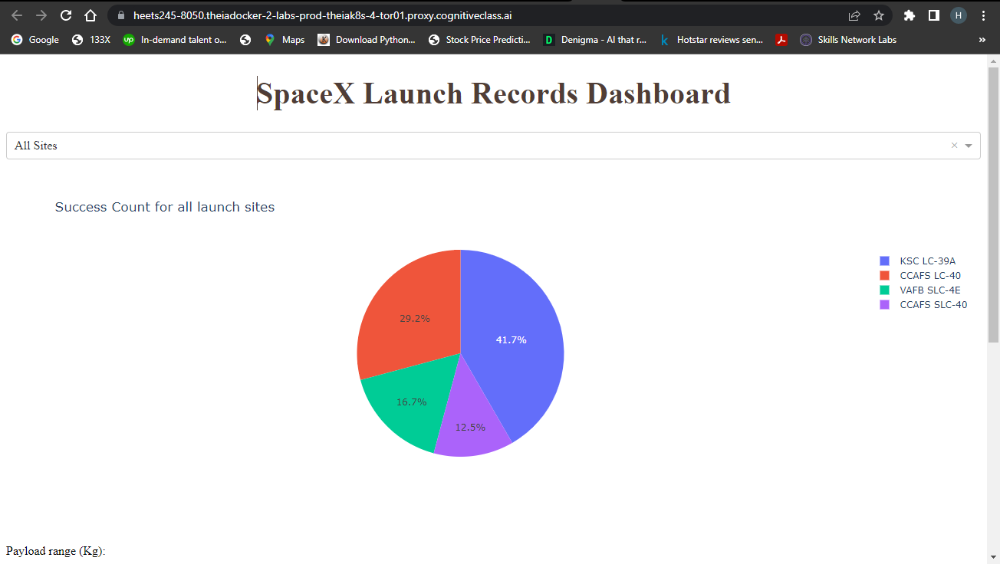 heets245-8050.theiadocker-2-labs-prod-theiak8s-4-tor01.proxy.cognitiveclass.ai
H
Google 133X up In-demand talent o... Maps K Download Python... Stock Price Predicti... D Denigma - AI that r... k Hotstar reviews sen... Skills Network Labs »
SpaceX Launch Records Dashboard
All Sites ×
Success Count for all launch sites
KSC LC-39A
CCAFS LC-40
VAFB SLC-4E
CCAFS SLC-40
29.2%
41.7%
16.7%
12.5%
Payload range (Kg):